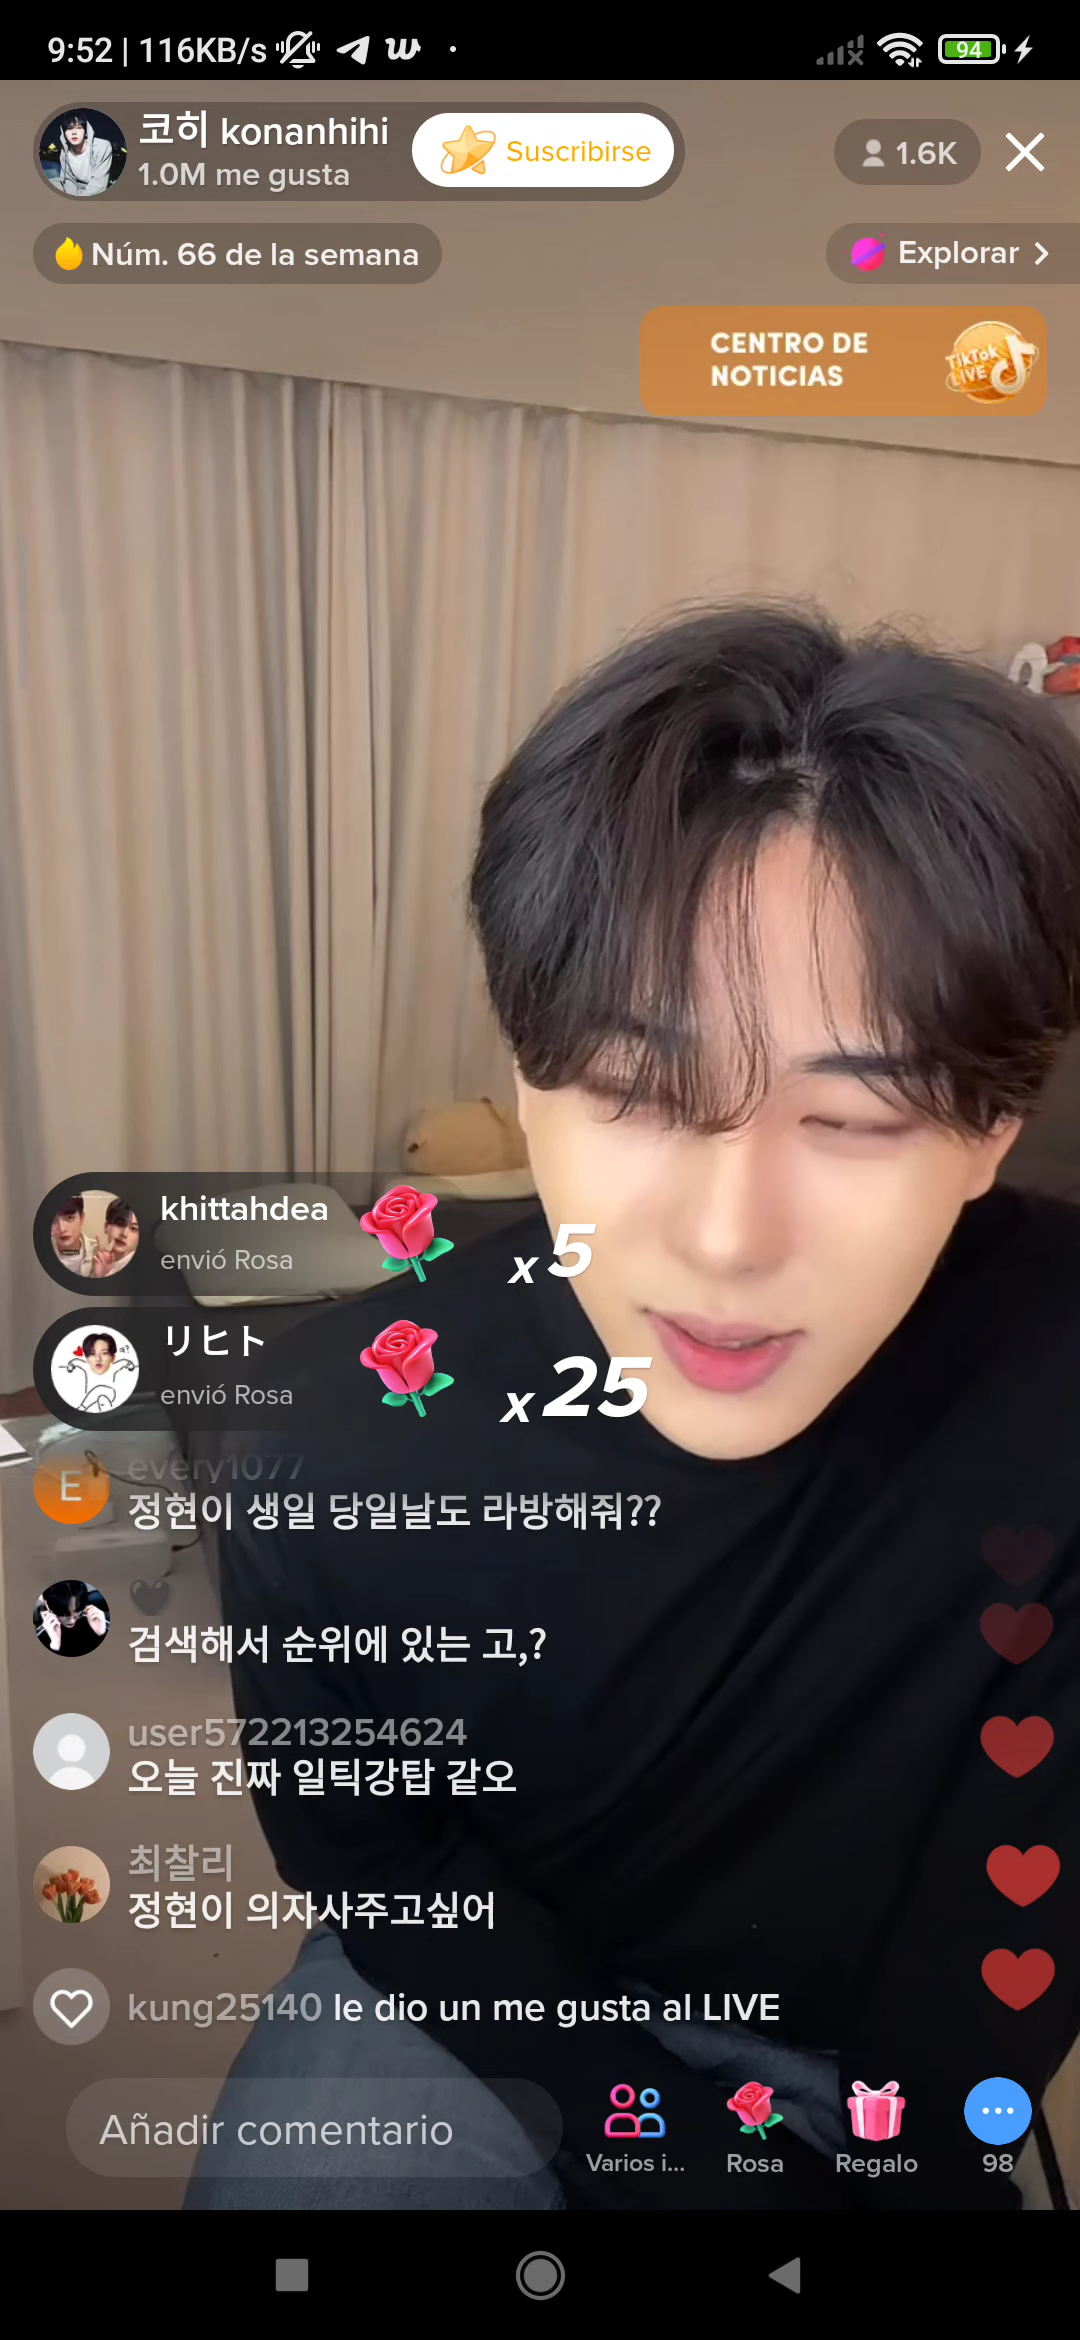 9:52 | 116KB/s
94
코히 konanhihi
1.0M me gusta
Suscribirse
1.6K
Núm. 66 de la semana
Explorar
CENTRO DE
NOTICIAS
TikTok
LIVE
khittahdea
envió Rosa
x5
リヒト
envió Rosa
x25
every1077
E
정현이 생일 당일날도 라방해줘??
검색해서 순위에 있는 고,?
user572213254624
오늘 진짜 일틱강탑 같오
최찰리
정현이 의자사주고싶어
kung25140 le dio un me gusta al LIVE
Añadir comentario
Varios i...
Rosa
Regalo
98